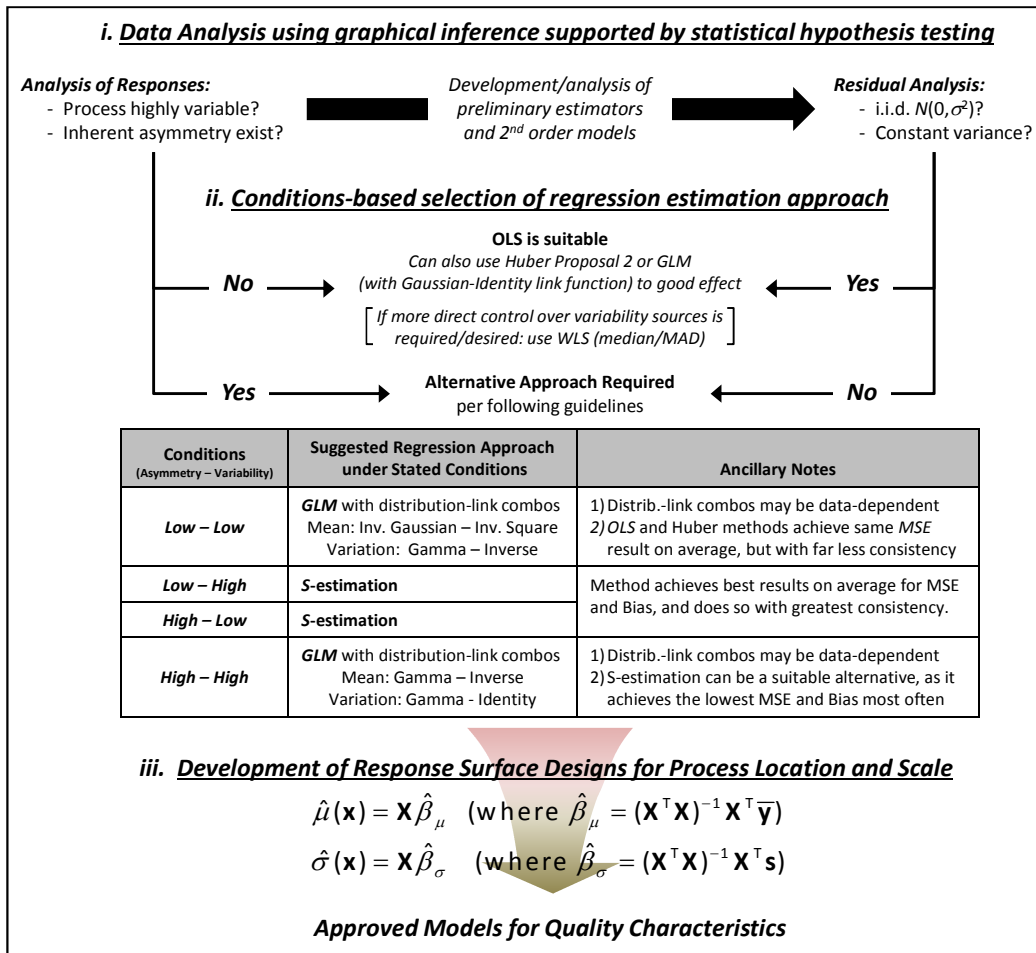 i. Data Analysis using graphical inference supported by statistical hypothesis testing
Analysis of Responses:
- Process highly variable?
- Inherent asymmetry exist?
Development/analysis of
preliminary estimators
and 2nd order models
Residual Analysis:
- i.i.d. N(0,σ²)?
- Constant variance?
ii. Conditions-based selection of regression estimation approach
OLS is suitable
Can also use Huber Proposal 2 or GLM
(with Gaussian-Identity link function) to good effect
No
Yes
[ If more direct control over variability sources is
required/desired: use WLS (median/MAD) ]
Alternative Approach Required
per following guidelines
Yes
No
Conditions
(Asymmetry – Variability)
Suggested Regression Approach
under Stated Conditions
Ancillary Notes
Low – Low
GLM with distribution-link combos
Mean: Inv. Gaussian – Inv. Square
Variation: Gamma – Inverse
1) Distrib.-link combos may be data-dependent
2) OLS and Huber methods achieve same MSE
result on average, but with far less consistency
Low – High
S-estimation
Method achieves best results on average for MSE
and Bias, and does so with greatest consistency.
High – Low
S-estimation
High – High
GLM with distribution-link combos
Mean: Gamma – Inverse
Variation: Gamma - Identity
1) Distrib.-link combos may be data-dependent
2) S-estimation can be a suitable alternative, as it
achieves the lowest MSE and Bias most often
iii. Development of Response Surface Designs for Process Location and Scale
μ̂(x) = Xβ̂μ (where β̂μ = (XᵀX)⁻¹Xᵀȳ)
σ̂(x) = Xβ̂σ (where β̂σ = (XᵀX)⁻¹Xᵀs)
Approved Models for Quality Characteristics